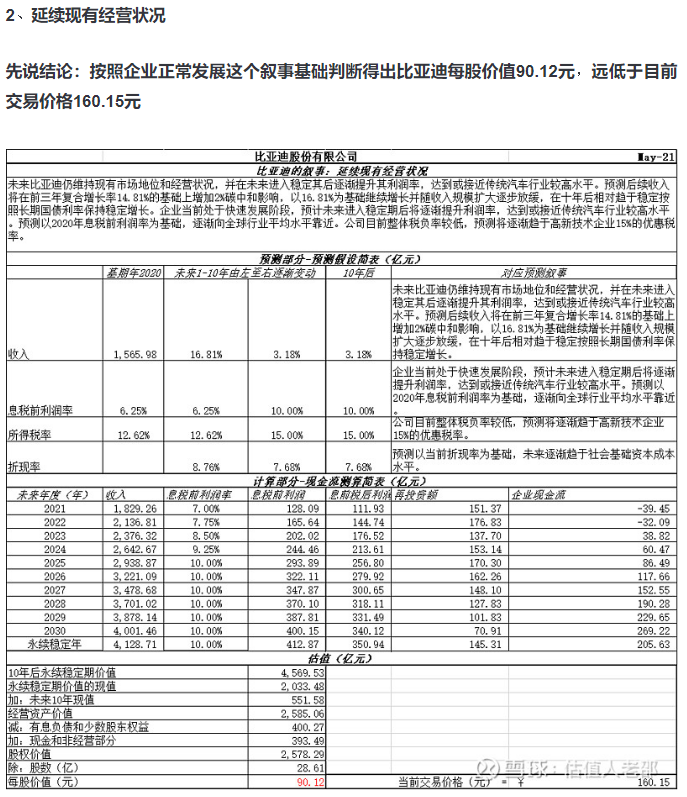 2、延续现有经营状况
先说结论：按照企业正常发展这个叙事基础判断得出比亚迪每股价值90.12元，远低于目前
交易价格160.15元
比亚迪股份有限公司 May-21
比亚迪的叙事：延续现有经营状况
未来比亚迪仍维持现有市场地位和经营状况，并在未来进入稳定其后逐渐提升其利润率，达到或接近传统汽车行业较高水平。预测后续收入
将在前三年复合增长率14.81%的基础上增加2%碳中和影响，以16.81%为基础继续增长并随收入规模扩大逐步放缓，在十年后相对趋于稳定按
照长期国债利率保持稳定增长。企业当前处于快速发展阶段，预计未来进入稳定期后将逐渐提升利润率，达到或接近传统汽车行业较高水平
。预测以2020年息税前利润率为基础，逐渐向全球行业平均水平靠近。公司目前整体税负率较低，预测将逐渐趋于高新技术企业15%的优惠税
率。
预测部分-预测假设简表（亿元）
基期年2020 未来1-10年由左至右逐渐变动 10年后 对应预测叙事
未来比亚迪仍维持现有市场地位和经营状况，并在未来进入
稳定其后逐渐提升其利润率，达到或接近传统汽车行业较高
水平。预测后续收入将在前三年复合增长率14.81%的基础上
增加2%碳中和影响，以16.81%为基础继续增长并随收入规模
扩大逐步放缓，在十年后相对趋于稳定按照长期国债利率保
持稳定增长。
收入 1,565.98 16.81% 3.18% 3.18%
企业当前处于快速发展阶段，预计未来进入稳定期后将逐渐
提升利润率，达到或接近传统汽车行业较高水平。预测以
2020年息税前利润率为基础，逐渐向全球行业平均水平靠近
。
息税前利润率 6.25% 6.25% 10.00% 10.00%
公司目前整体税负率较低，预测将逐渐趋于高新技术企业
15%的优惠税率。
所得税率 12.62% 12.62% 15.00% 15.00%
预测以当前折现率为基础，未来逐渐趋于社会基础资本成本
水平。
折现率 8.76% 7.68% 7.68%
计算部分-现金流测算简表（亿元）
未来年度（年） 收入 息税前利润率 息税前利润 息前税后利润 再投资额 企业现金流
2021 1,829.26 7.00% 128.09 111.93 151.37 -39.45
2022 2,136.81 7.75% 165.64 144.74 176.83 -32.09
2023 2,376.32 8.50% 202.02 176.52 137.70 38.82
2024 2,642.67 9.25% 244.46 213.61 153.14 60.47
2025 2,938.87 10.00% 293.89 256.80 170.30 86.49
2026 3,221.09 10.00% 322.11 279.92 162.26 117.66
2027 3,478.68 10.00% 347.87 300.65 148.10 152.55
2028 3,701.02 10.00% 370.10 318.11 127.83 190.28
2029 3,878.14 10.00% 387.81 331.49 101.83 229.65
2030 4,001.46 10.00% 400.15 340.12 70.91 269.22
永续稳定年 4,128.71 10.00% 412.87 350.94 145.31 205.63
估值（亿元）
10年后永续稳定期价值 4,569.53
永续稳定期价值的现值 2,033.48
加：未来10年现值 551.58
经营资产价值 2,585.06
减：有息负债和少数股东权益 400.27
加：现金和非经营部分 393.49
股权价值 2,578.29
除：股数（亿） 28.61
每股价值 90.12 当前交易价格（元）= ￥ 160.15
雪球：估值人老邵